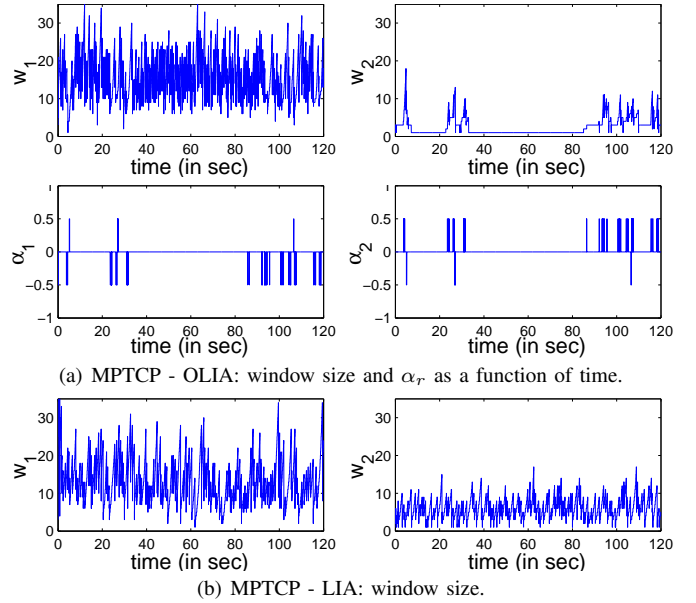 w1
30
20
10
0
0 20 40 60 80 100 120
time (in sec)
w2
30
20
10
0
0 20 40 60 80 100 120
time (in sec)
α1
1
0.5
0
−0.5
−1
0 20 40 60 80 100 120
time (in sec)
α2
1
0.5
0
−0.5
−1
0 20 40 60 80 100 120
time (in sec)
(a) MPTCP - OLIA: window size and αr as a function of time.
w1
30
20
10
0
0 20 40 60 80 100 120
time (in sec)
w2
30
20
10
0
0 20 40 60 80 100 120
time (in sec)
(b) MPTCP - LIA: window size.